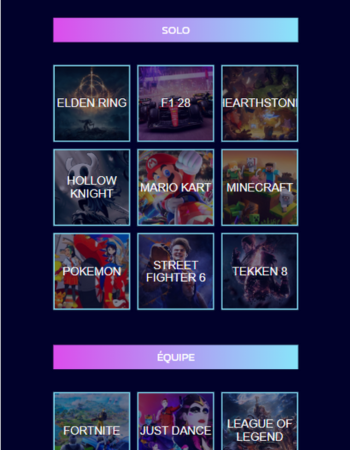 SOLO
ELDEN RING
F1 28
HEARTHSTONE
HOLLOW
KNIGHT
MARIO KART
MINECRAFT
POKEMON
STREET
FIGHTER 6
TEKKEN 8
ÉQUIPE
FORTNITE
JUST DANCE
LEAGUE OF
LEGEND